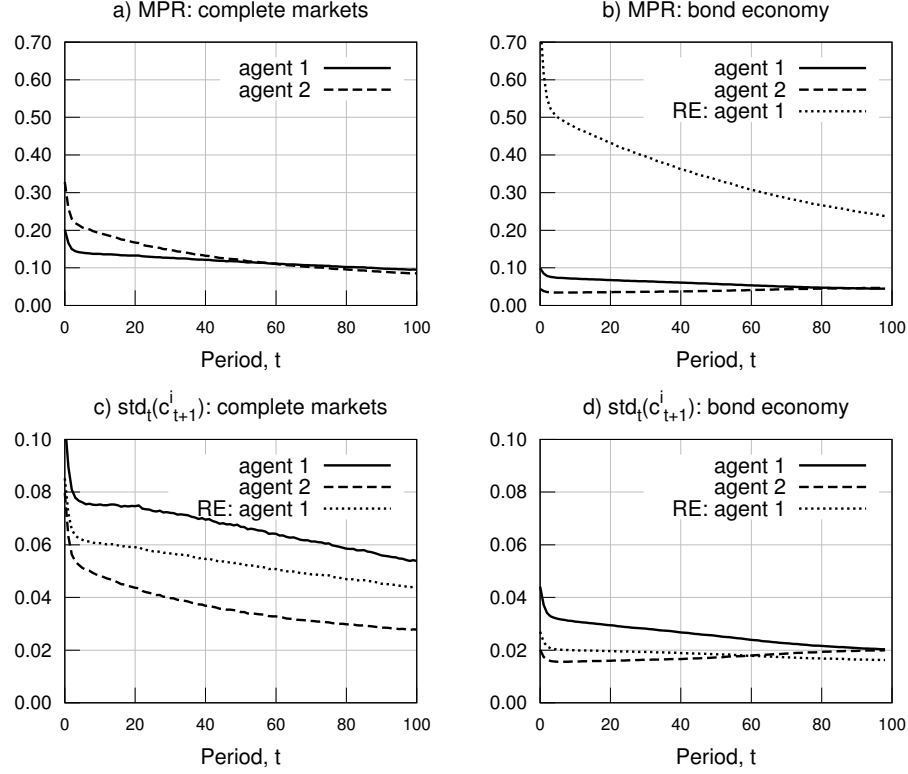 a) MPR: complete markets
0.70
0.60
0.50
0.40
0.30
0.20
0.10
0.00
agent 1
agent 2
0 20 40 60 80 100
Period, t
b) MPR: bond economy
0.70
0.60
0.50
0.40
0.30
0.20
0.10
0.00
agent 1
agent 2
RE: agent 1
0 20 40 60 80 100
Period, t
c) std_t(c^i_{t+1}): complete markets
0.10
0.08
0.06
0.04
0.02
0.00
agent 1
agent 2
RE: agent 1
0 20 40 60 80 100
Period, t
d) std_t(c^i_{t+1}): bond economy
0.10
0.08
0.06
0.04
0.02
0.00
agent 1
agent 2
RE: agent 1
0 20 40 60 80 100
Period, t